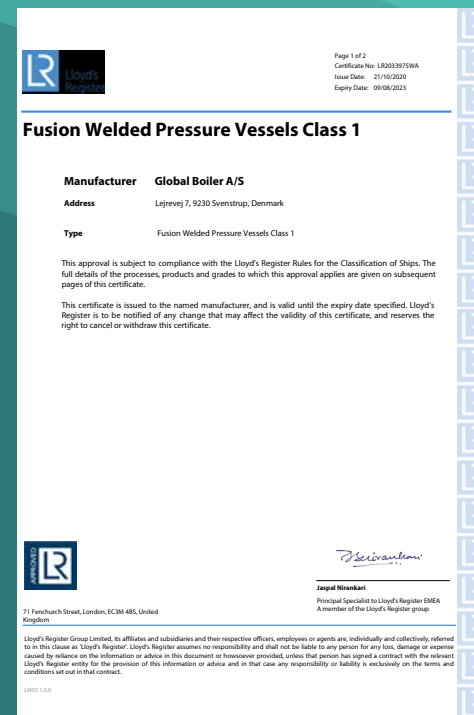 LR
Lloyd's
Register
Page 1 of 2
Certificate No: LR2033975WA
Issue Date: 21/10/2020
Expiry Date: 09/08/2023
Fusion Welded Pressure Vessels Class 1
Manufacturer Global Boiler A/S
Address Lejrevej 7, 9230 Svenstrup, Denmark
Type Fusion Welded Pressure Vessels Class 1
This approval is subject to compliance with the Lloyd's Register Rules for the Classification of Ships. The
full details of the processes, products and grades to which this approval applies are given on subsequent
pages of this certificate.
This certificate is issued to the named manufacturer, and is valid until the expiry date specified. Lloyd's
Register is to be notified of any change that may affect the validity of this certificate, and reserves the
right to cancel or withdraw this certificate.
APPROVED
LR
Jaspal Nirankari
Principal Specialist to Lloyd's Register EMEA
A member of the Lloyd's Register group
71 Fenchurch Street, London, EC3M 4BS, United
Kingdom
Lloyd's Register Group Limited, its affiliates and subsidiaries and their respective officers, employees or agents are, individually and collectively, referred
to in this clause as 'Lloyd's Register'. Lloyd's Register assumes no responsibility and shall not be liable to any person for any loss, damage or expense
caused by reliance on the information or advice in this document or howsoever provided, unless that person has signed a contract with the relevant
Lloyd's Register entity for the provision of this information or advice and in that case any responsibility or liability is exclusively on the terms and
conditions set out in that contract.